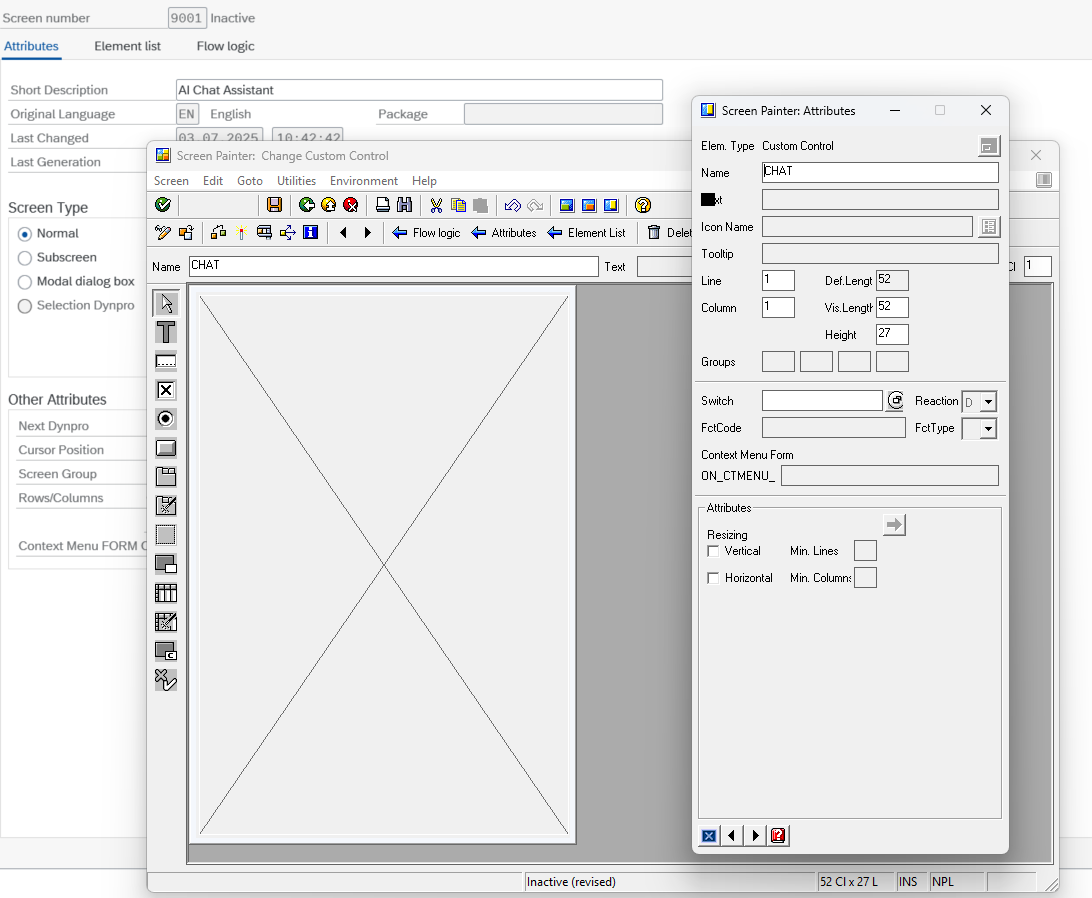 Screen number 9001 Inactive
Attributes Element list Flow logic
Short Description AI Chat Assistant
Original Language EN English Package
Last Changed 03.07.2025 10:42:42
Last Generation
Screen Type
Normal
Subscreen
Modal dialog box
Selection Dynpro
Other Attributes
Next Dynpro
Cursor Position
Screen Group
Rows/Columns
Context Menu FORM
Screen Painter: Change Custom Control
Screen Edit Goto Utilities Environment Help
Flow logic Attributes Element List Delet
Name CHAT Text Cl 1
Inactive (revised) 52 Cl x 27 L INS NPL
Screen Painter: Attributes
Elem. Type Custom Control
Name CHAT
xt
Icon Name
Tooltip
Line 1 Def.Lengt 52
Column 1 Vis.Length 52
Height 27
Groups
Switch Reaction D
FctCode FctType
Context Menu Form
ON_CTMENU_
Attributes
Resizing
Vertical Min. Lines
Horizontal Min. Columns